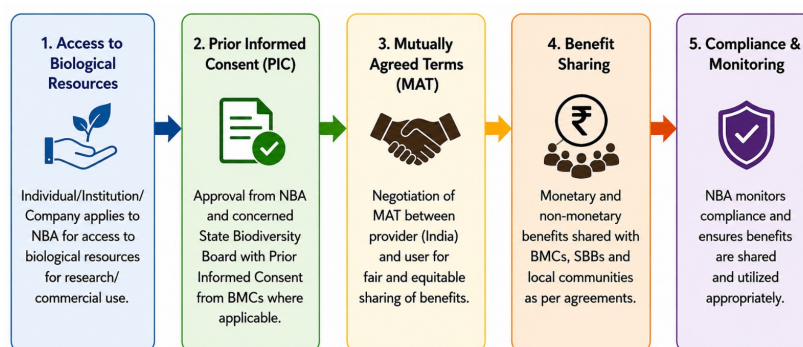 1. Access to
Biological
Resources
Individual/Institution/
Company applies to
NBA for access to
biological resources
for research/
commercial use.
2. Prior Informed
Consent (PIC)
Approval from NBA
and concerned
State Biodiversity
Board with Prior
Informed Consent
from BMCs where
applicable.
3. Mutually
Agreed Terms
(MAT)
Negotiation of
MAT between
provider (India)
and user for
fair and equitable
sharing of benefits.
4. Benefit
Sharing
₹
Monetary and
non-monetary
benefits shared with
BMCs, SBBs and
local communities
as per agreements.
5. Compliance &
Monitoring
NBA monitors
compliance and
ensures benefits
are shared
and utilized
appropriately.